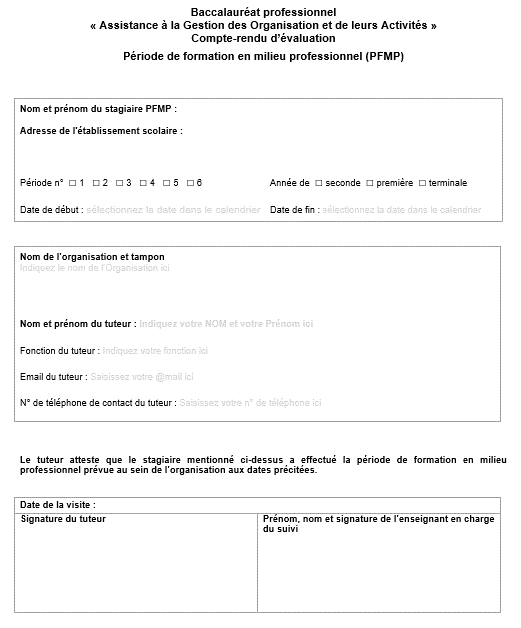 Baccalauréat professionnel
« Assistance à la Gestion des Organisation et de leurs Activités »
Compte-rendu d'évaluation
Période de formation en milieu professionnel (PFMP)
Nom et prénom du stagiaire PFMP :
Adresse de l'établissement scolaire :
Période n° ☐ 1 ☐ 2 ☐ 3 ☐ 4 ☐ 5 ☐ 6 Année de ☐ seconde ☐ première ☐ terminale
Date de début : sélectionnez la date dans le calendrier Date de fin : sélectionnez la date dans le calendrier
Nom de l'organisation et tampon
Indiquez le nom de l'Organisation ici
Nom et prénom du tuteur : Indiquez votre NOM et votre Prénom ici
Fonction du tuteur : Indiquez votre fonction ici
Email du tuteur : Saisissez votre @mail ici
N° de téléphone de contact du tuteur : Saisissez votre n° de téléphone ici
Le tuteur atteste que le stagiaire mentionné ci-dessus a effectué la période de formation en milieu
professionnel prévue au sein de l'organisation aux dates précitées.
Date de la visite :
Signature du tuteur
Prénom, nom et signature de l'enseignant en charge
du suivi